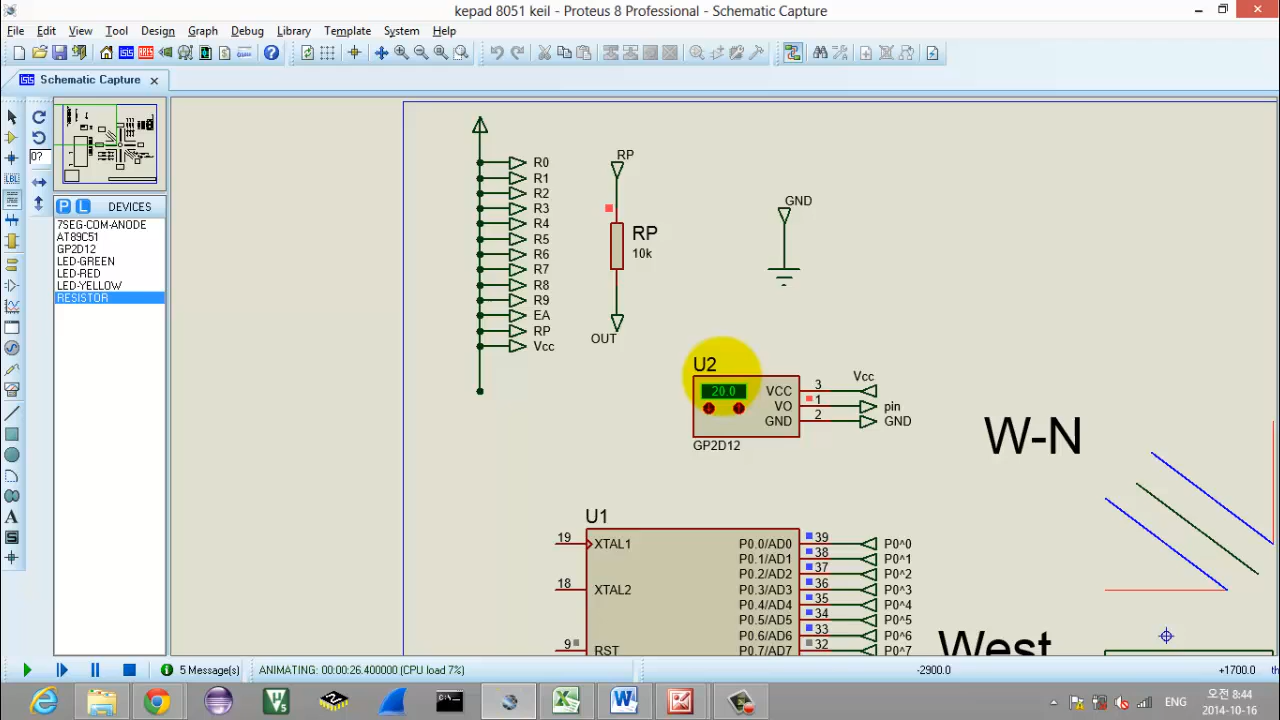 kepad 8051 keil - Proteus 8 Professional - Schematic Capture
File Edit View Tool Design Graph Debug Library Template System Help
Schematic Capture
0?
LBL
P L DEVICES
7SEG-COM-ANODE
AT89C51
GP2D12
LED-GREEN
LED-RED
LED-YELLOW
RESISTOR
A
S
R0
R1
R2
R3
R4
R5
R6
R7
R8
R9
EA
RP
Vcc
RP
RP
10k
OUT
GND
U2
20.0
VCC 3 Vcc
VO 1 pin
GND 2 GND
GP2D12
W-N
U1
19 XTAL1
18 XTAL2
9 RST
P0.0/AD0 39 P0^0
P0.1/AD1 38 P0^1
P0.2/AD2 37 P0^2
P0.3/AD3 36 P0^3
P0.4/AD4 35 P0^4
P0.5/AD5 34 P0^5
P0.6/AD6 33 P0^6
P0.7/AD7 32 P0^7
West
5 Message(s) ANIMATING: 00:00:26.400000 (CPU load 7%) -2900.0 +1700.0 th
ENG 오전 8:44
2014-10-16